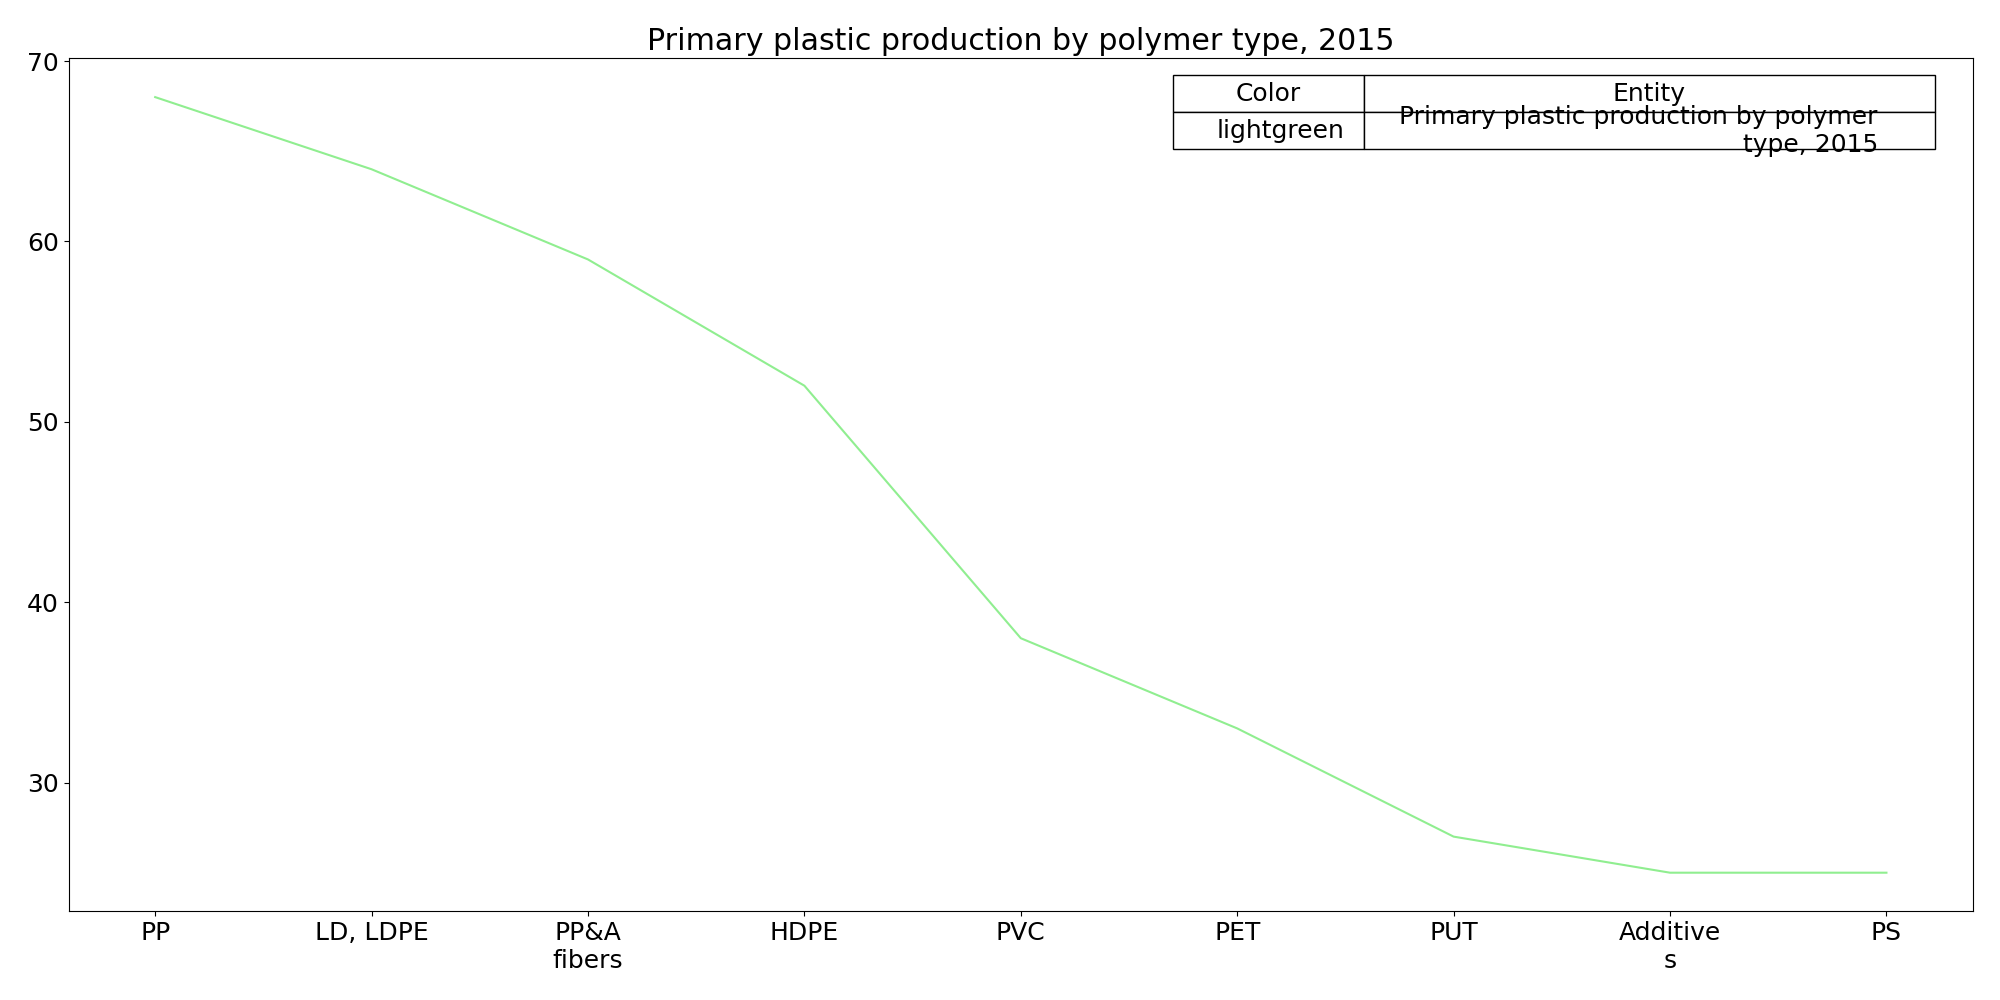 Primary plastic production by polymer type, 2015
70
60
50
40
30
Color
Entity
lightgreen
Primary plastic production by polymer
type, 2015
PP
LD, LDPE
PP&A
fibers
HDPE
PVC
PET
PUT
Additive
s
PS